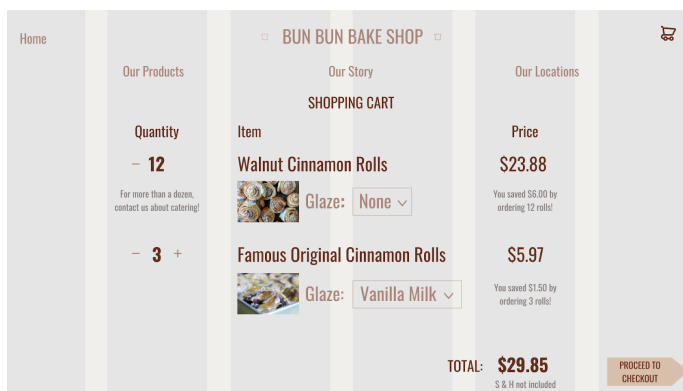 Home
BUN BUN BAKE SHOP
Our Products
Our Story
Our Locations
SHOPPING CART
Quantity
Item
Price
− 12
Walnut Cinnamon Rolls
$23.88
For more than a dozen,
contact us about catering!
Glaze:
None
You saved $6.00 by
ordering 12 rolls!
− 3 +
Famous Original Cinnamon Rolls
$5.97
Glaze:
Vanilla Milk
You saved $1.50 by
ordering 3 rolls!
TOTAL:
$29.85
S & H not included
PROCEED TO
CHECKOUT